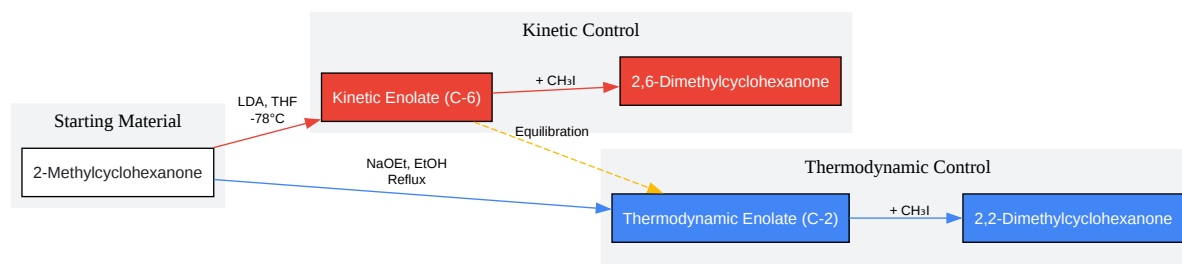 Kinetic Control
Kinetic Enolate (C-6)
+ CH₃I
2,6-Dimethylcyclohexanone
LDA, THF
-78°C
Starting Material
2-Methylcyclohexanone
Equilibration
NaOEt, EtOH
Reflux
Thermodynamic Control
Thermodynamic Enolate (C-2)
+ CH₃I
2,2-Dimethylcyclohexanone